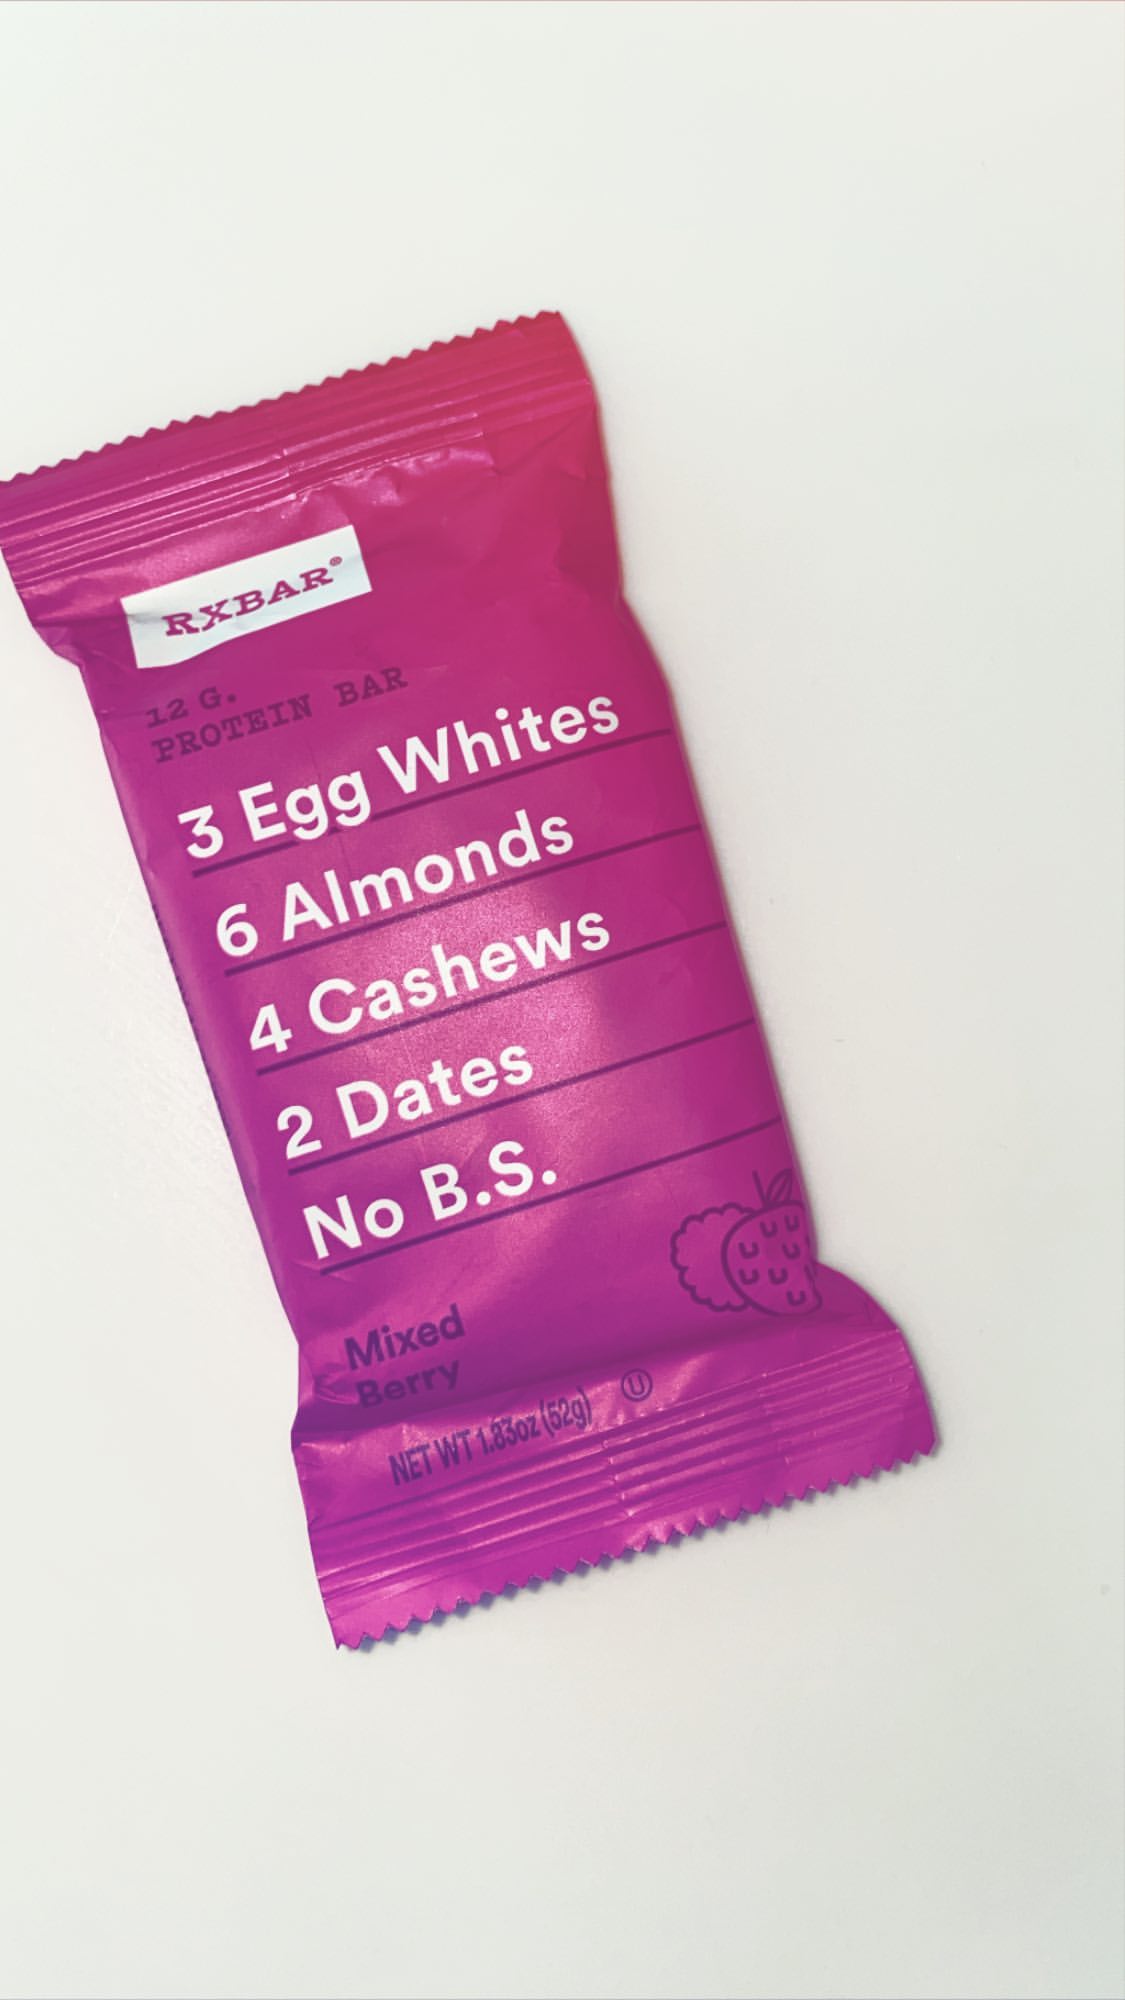 RXBAR®
12 G.
PROTEIN BAR
3 Egg Whites
6 Almonds
4 Cashews
2 Dates
No B.S.
Mixed
Berry
NET WT 1.83oz (52g) Ⓤ